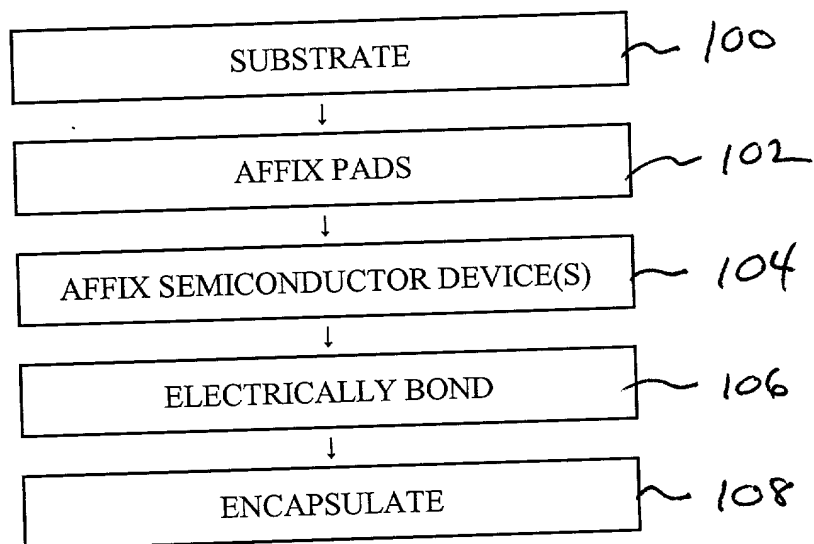 SUBSTRATE 100
↓
AFFIX PADS 102
↓
AFFIX SEMICONDUCTOR DEVICE(S) 104
↓
ELECTRICALLY BOND 106
↓
ENCAPSULATE 108